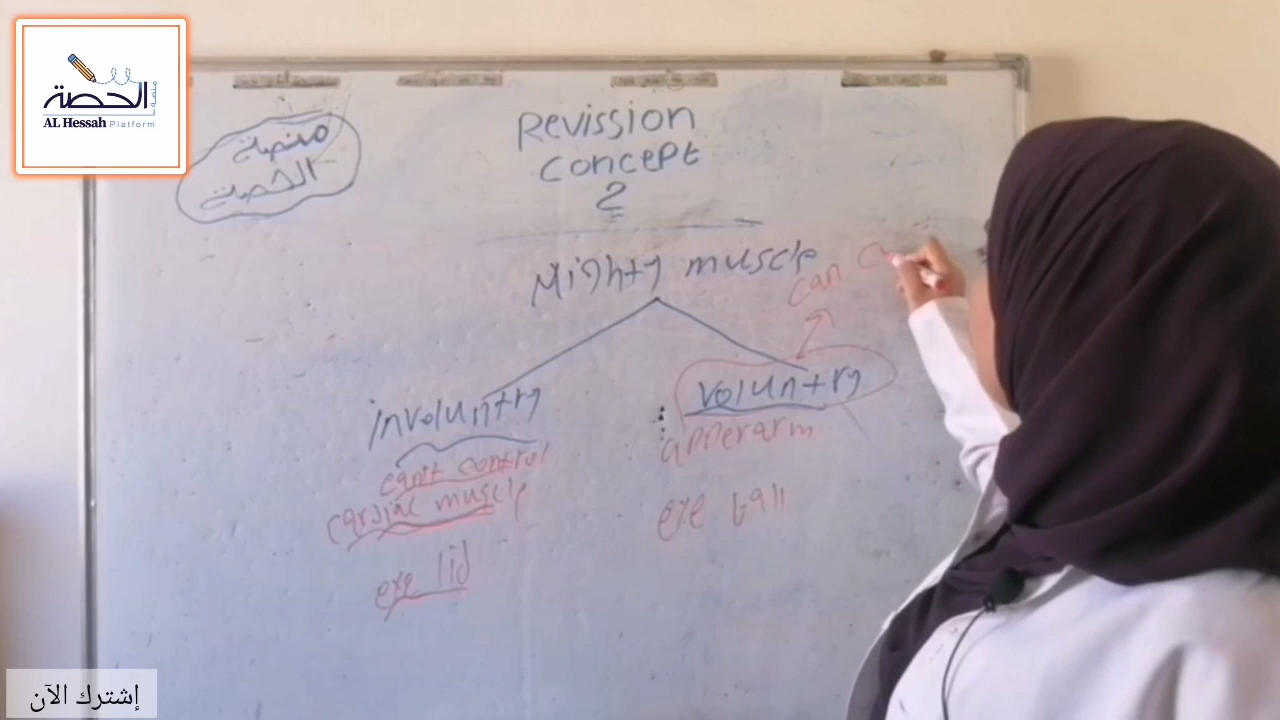 الحصة
منصة
AL Hessah Platform
منصة
الحصة
Revission
concept
2
Mighty muscle
can c
involuntry
voluntry
can't control
upperarm
cardiac muscle
eye ball
eye lid
إشترك الآن